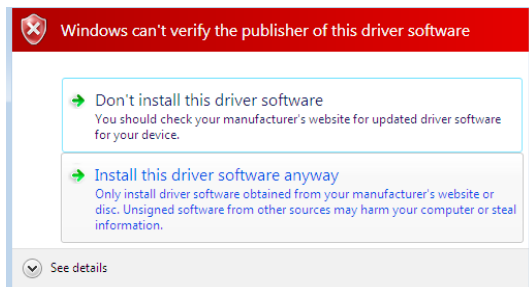 Windows can't verify the publisher of this driver software
Don't install this driver software
You should check your manufacturer's website for updated driver software
for your device.
Install this driver software anyway
Only install driver software obtained from your manufacturer's website or
disc. Unsigned software from other sources may harm your computer or steal
information.
See details